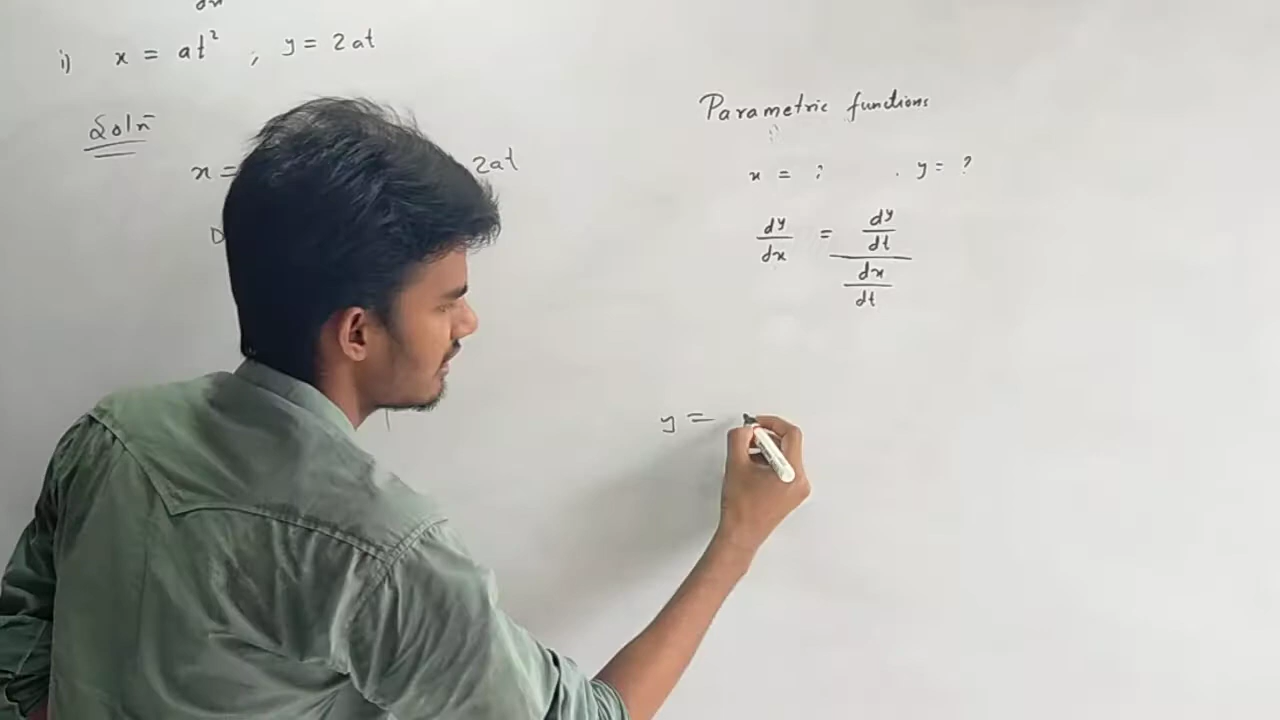 i) x = at² ; y = 2at
Soln
x = 2at
D
Parametric functions
x = ? . y = ?
dy/dx = dy/dt / dx/dt
y =